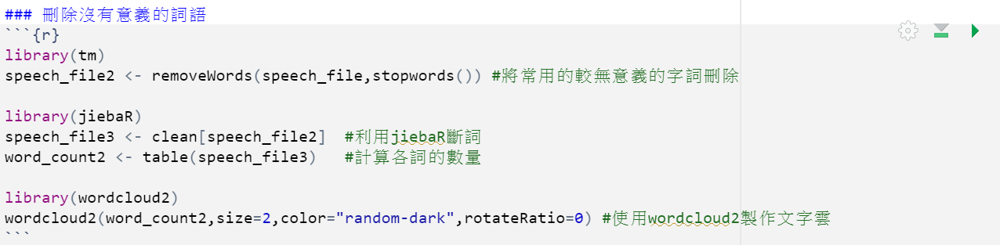 ### 刪除沒有意義的詞語
```{r}
library(tm)
speech_file2 <- removeWords(speech_file,stopwords()) #將常用的較無意義的字詞刪除
library(jiebaR)
speech_file3 <- clean[speech_file2]  #利用jiebaR斷詞
word_count2 <- table(speech_file3)   #計算各詞的數量
library(wordcloud2)
wordcloud2(word_count2,size=2,color="random-dark",rotateRatio=0) #使用wordcloud2製作文字雲
```